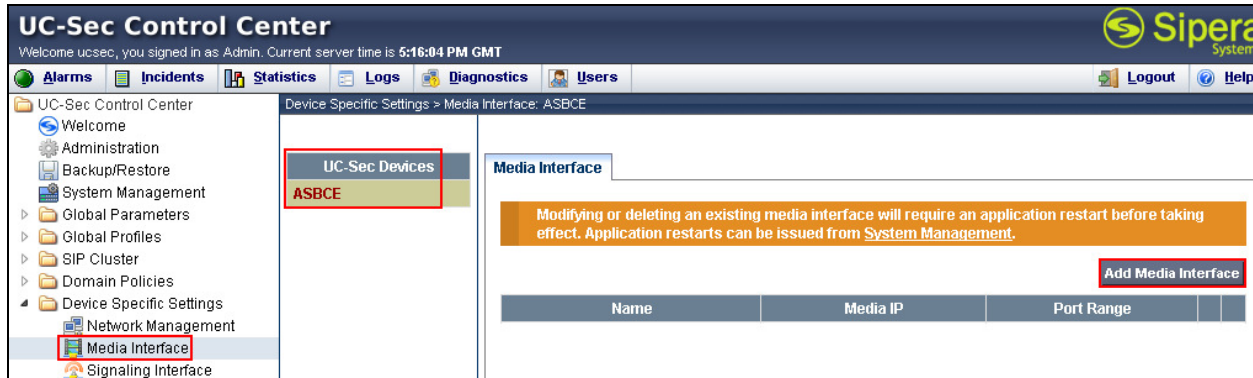 UC-Sec Control Center
Welcome ucsec, you signed in as Admin. Current server time is 5:16:04 PM GMT
Sipera
System
Alarms Incidents Statistics Logs Diagnostics Users Logout Help
UC-Sec Control Center
Welcome
Administration
Backup/Restore
System Management
Global Parameters
Global Profiles
SIP Cluster
Domain Policies
Device Specific Settings
Network Management
Media Interface
Signaling Interface
Device Specific Settings > Media Interface: ASBCE
UC-Sec Devices
ASBCE
Media Interface
Modifying or deleting an existing media interface will require an application restart before taking
effect. Application restarts can be issued from System Management.
Add Media Interface
Name Media IP Port Range